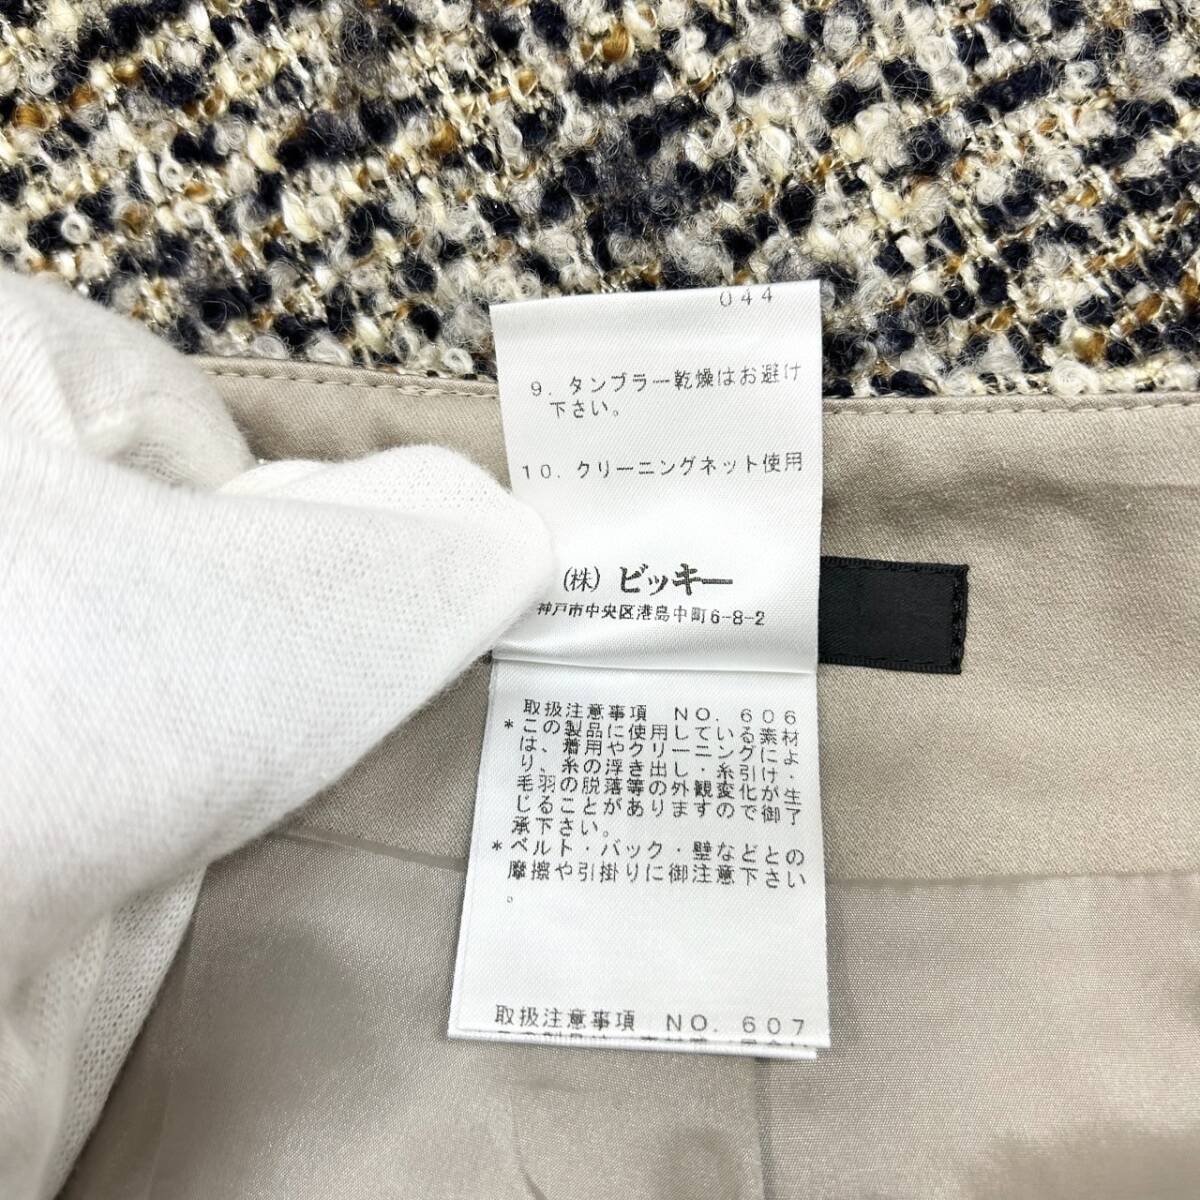 044
9. タンブラー乾燥はお避け
下さい。
10. クリーニングネット使用
(株) ビッキー
神戸市中央区港島中町6-8-2
取扱注意事項 NO. 606
*この製品に使用している素材
は、着用やクリーニングによ
り、糸の浮き出し・糸引け・
毛羽の脱落等の外観変化が生
じることがありますので御了
承下さい。
*ベルト・バック・壁などとの
摩擦や引掛りに御注意下さい
。
取扱注意事項 NO. 607